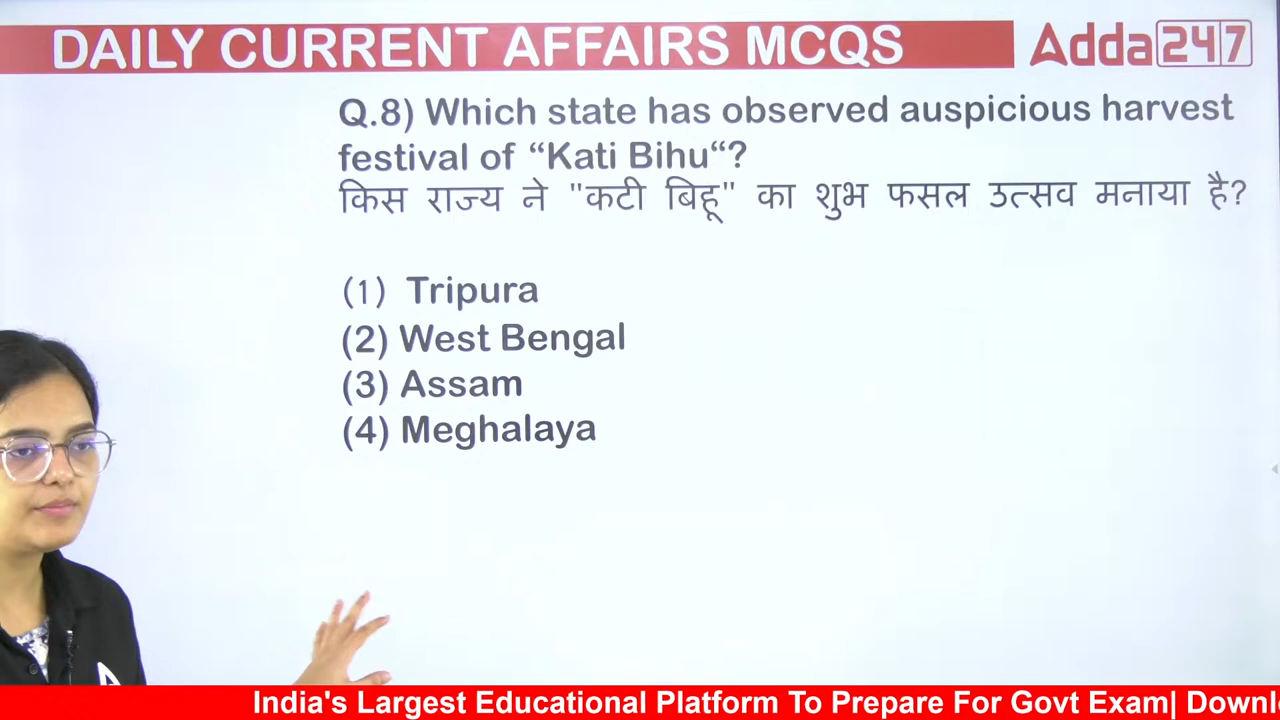 DAILY CURRENT AFFAIRS MCQS
Adda247
Q.8) Which state has observed auspicious harvest
festival of “Kati Bihu“?
किस राज्य ने "कटी बिहू" का शुभ फसल उत्सव मनाया है?
(1) Tripura
(2) West Bengal
(3) Assam
(4) Meghalaya
India's Largest Educational Platform To Prepare For Govt Exam| Downl